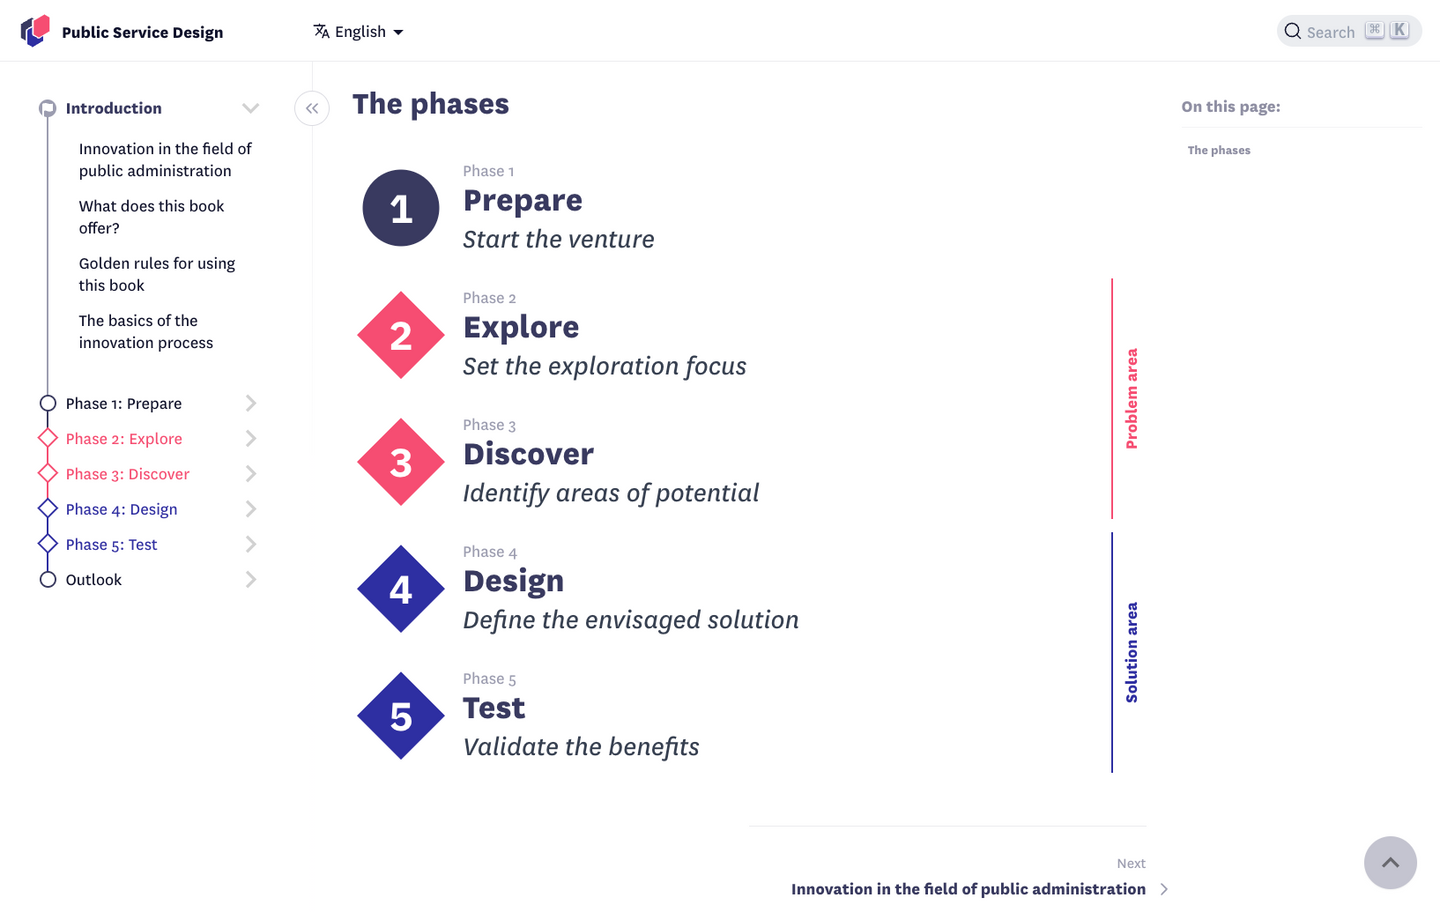 Public Service Design
English
Search ⌘ K
Introduction
Innovation in the field of
public administration
What does this book
offer?
Golden rules for using
this book
The basics of the
innovation process
Phase 1: Prepare
Phase 2: Explore
Phase 3: Discover
Phase 4: Design
Phase 5: Test
Outlook
The phases
1
Phase 1
Prepare
Start the venture
2
Phase 2
Explore
Set the exploration focus
3
Phase 3
Discover
Identify areas of potential
Problem area
4
Phase 4
Design
Define the envisaged solution
5
Phase 5
Test
Validate the benefits
Solution area
Next
Innovation in the field of public administration
On this page:
The phases